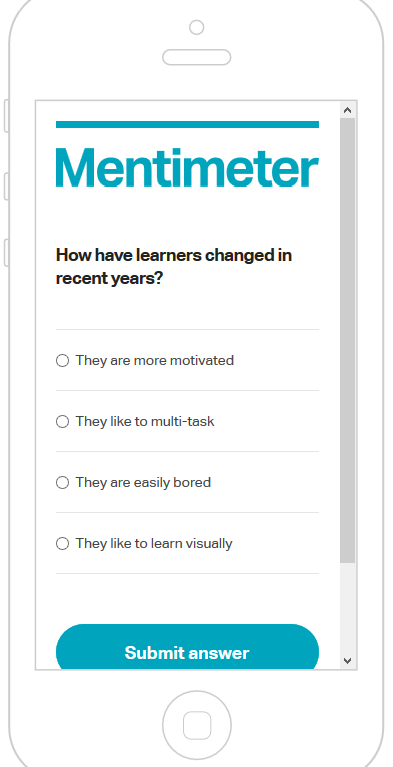 Mentimeter
How have learners changed in
recent years?
They are more motivated
They like to multi-task
They are easily bored
They like to learn visually
Submit answer